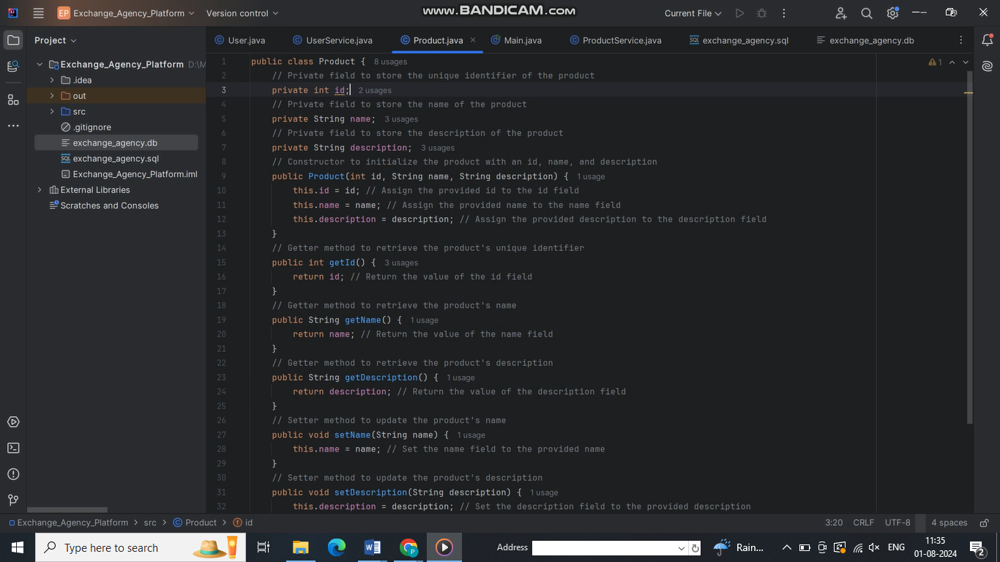 www.BANDICAM.com
EP Exchange_Agency_Platform Version control Current File
Project
User.java UserService.java Product.java Main.java ProductService.java exchange_agency.sql exchange_agency.db
Exchange_Agency_Platform D:\M
.idea
out
src
.gitignore
exchange_agency.db
exchange_agency.sql
Exchange_Agency_Platform.iml
External Libraries
Scratches and Consoles
1
1 public class Product { 8 usages
2 // Private field to store the unique identifier of the product
3 private int id; 2 usages
4 // Private field to store the name of the product
5 private String name; 3 usages
6 // Private field to store the description of the product
7 private String description; 3 usages
8 // Constructor to initialize the product with an id, name, and description
9 public Product(int id, String name, String description) { 1 usage
10 this.id = id; // Assign the provided id to the id field
11 this.name = name; // Assign the provided name to the name field
12 this.description = description; // Assign the provided description to the description field
13 }
14 // Getter method to retrieve the product's unique identifier
15 public int getId() { 3 usages
16 return id; // Return the value of the id field
17 }
18 // Getter method to retrieve the product's name
19 public String getName() { 1 usage
20 return name; // Return the value of the name field
21 }
22 // Getter method to retrieve the product's description
23 public String getDescription() { 1 usage
24 return description; // Return the value of the description field
25 }
26 // Setter method to update the product's name
27 public void setName(String name) { 1 usage
28 this.name = name; // Set the name field to the provided name
29 }
30 // Setter method to update the product's description
31 public void setDescription(String description) { 1 usage
32 this.description = description; // Set the description field to the provided description
Exchange_Agency_Platform > src > Product > id 3:20 CRLF UTF-8 4 spaces
Type here to search Address Rain... ENG 11:35
01-08-2024 2